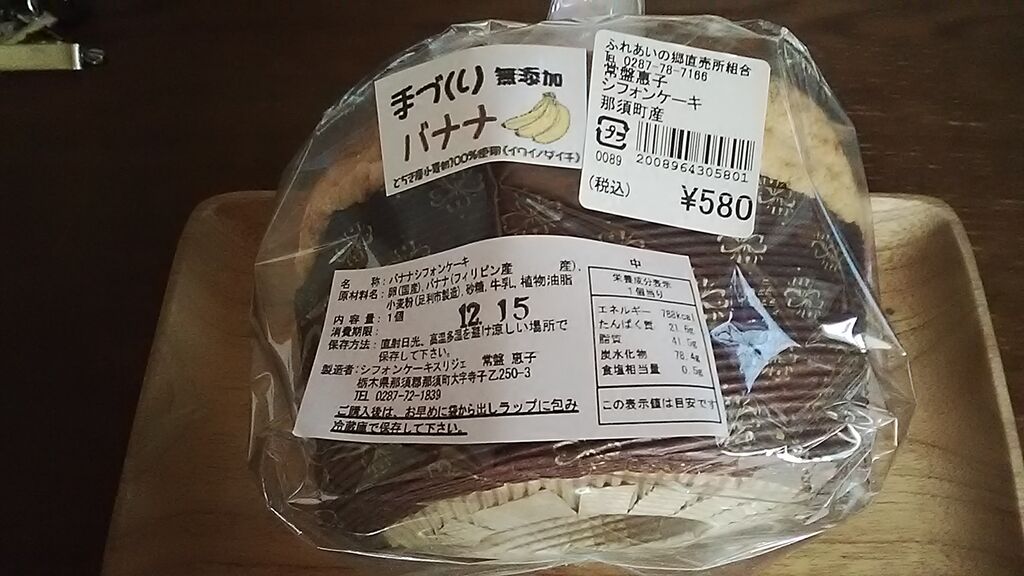 手づくり 無添加
バナナ
とちぎ産小麦粉100%使用(イワイノダイチ)
ふれあいの郷直売所組合
℡ 0287-78-7166
常盤惠子
シフォンケーキ
那須町産
プラ
0089
2008964305801
(税込)
¥580
名 称:バナナシフォンケーキ
原材料名:卵(国産)、バナナ(フィリピン産 産)、
小麦粉(足利市製造)、砂糖、牛乳、植物油脂
内 容 量:1個
消費期限: 12 15
保存方法:直射日光、高温多湿を避け涼しい場所で
保存して下さい。
製造者:シフォンケーキスリジェ 常盤 惠子
栃木県那須郡那須町大字寺子乙250-3
TEL 0287-72-1839
ご購入後は、お早めに袋から出しラップに包み
冷蔵庫で保存して下さい。
中
栄養成分表示
1個当り
エネルギー 788kcal
たんぱく質 21.6g
脂質 41.5g
炭水化物 78.4g
食塩相当量 0.5g
この表示値は目安です